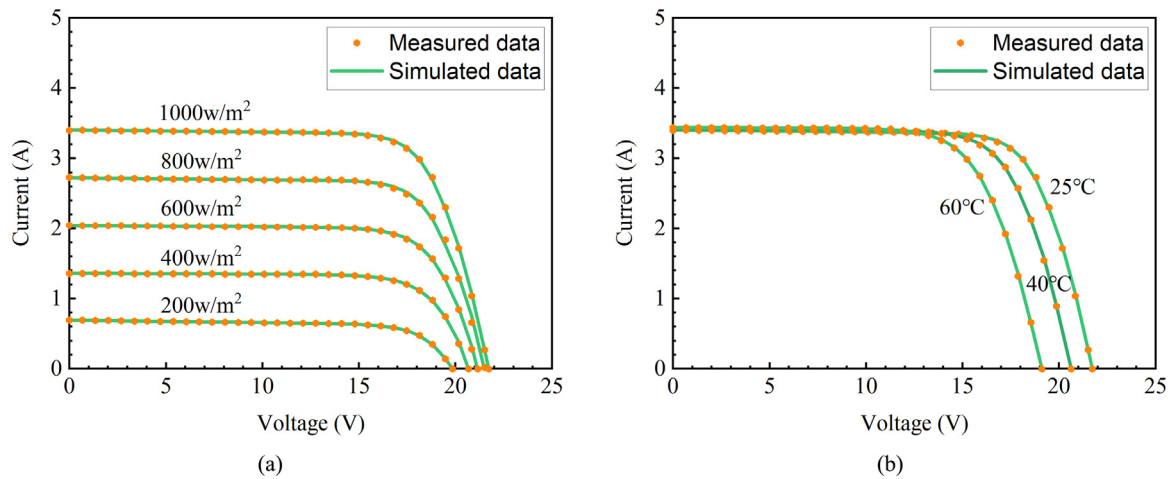 5
4
3
2
1
0
Current (A)
Measured data
Simulated data
1000w/m²
800w/m²
600w/m²
400w/m²
200w/m²
0
5
10
15
20
25
Voltage (V)
(a)
5
4
3
2
1
0
Current (A)
Measured data
Simulated data
60℃
25℃
40℃
0
5
10
15
20
25
Voltage (V)
(b)